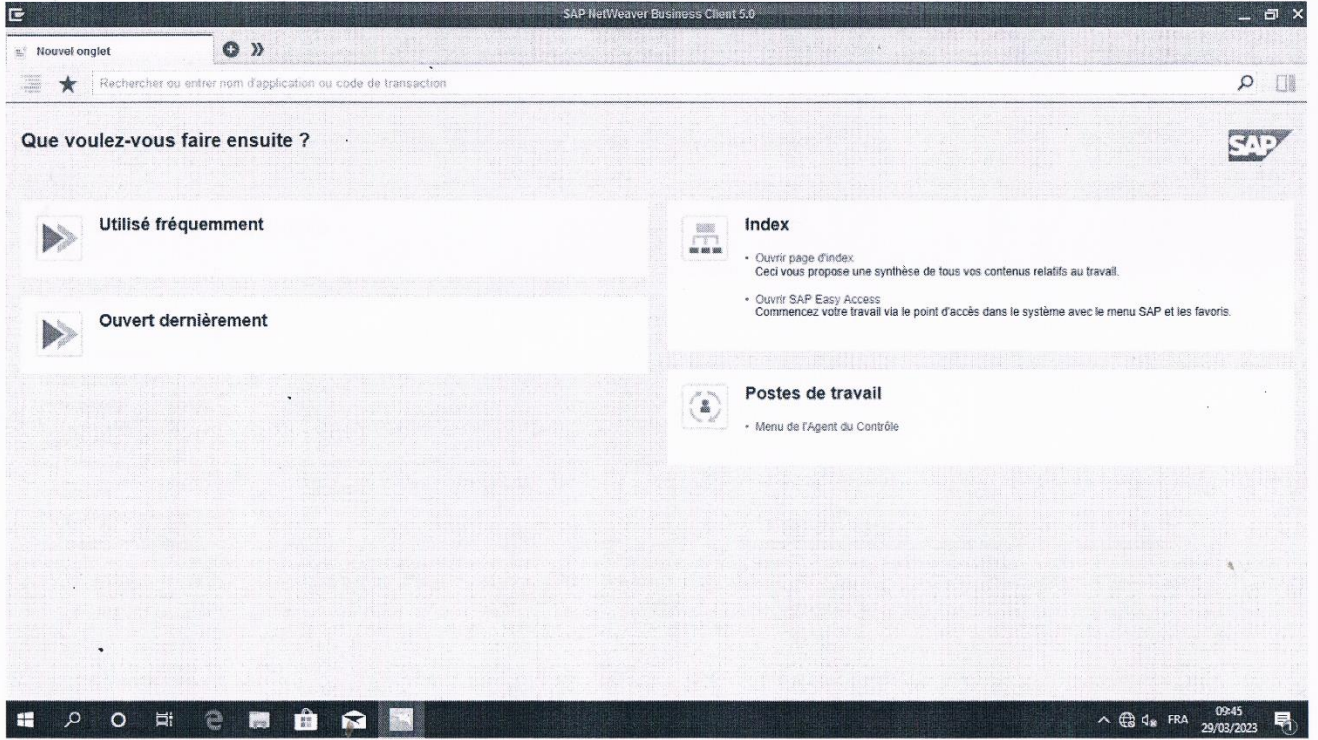 SAP NetWeaver Business Client 5.0
Nouvel onglet
Rechercher ou entrer nom d'application ou code de transaction
Que voulez-vous faire ensuite ?
SAP
Utilisé fréquemment
Ouvert dernièrement
Index
• Ouvrir page d'index
Ceci vous propose une synthèse de tous vos contenus relatifs au travail.
• Ouvrir SAP Easy Access
Commencez votre travail via le point d'accès dans le système avec le menu SAP et les favoris.
Postes de travail
• Menu de l'Agent du Contrôle
FRA
09:45
29/03/2023
1